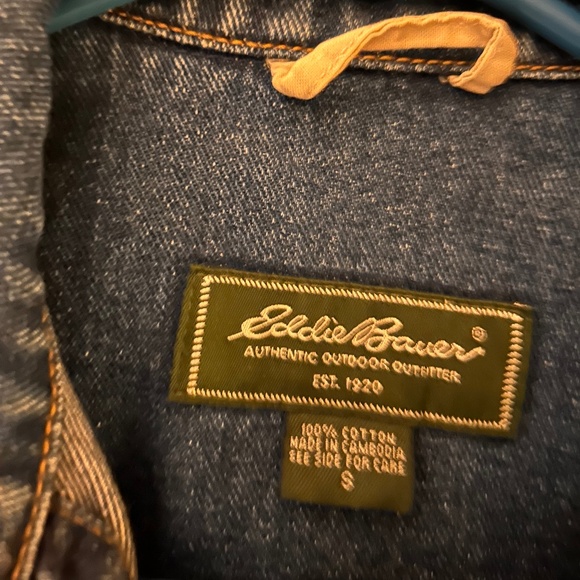 Eddie Bauer®
AUTHENTIC OUTDOOR OUTFITTER
EST. 1920
100% COTTON
MADE IN CAMBODIA
SEE SIDE FOR CARE
S